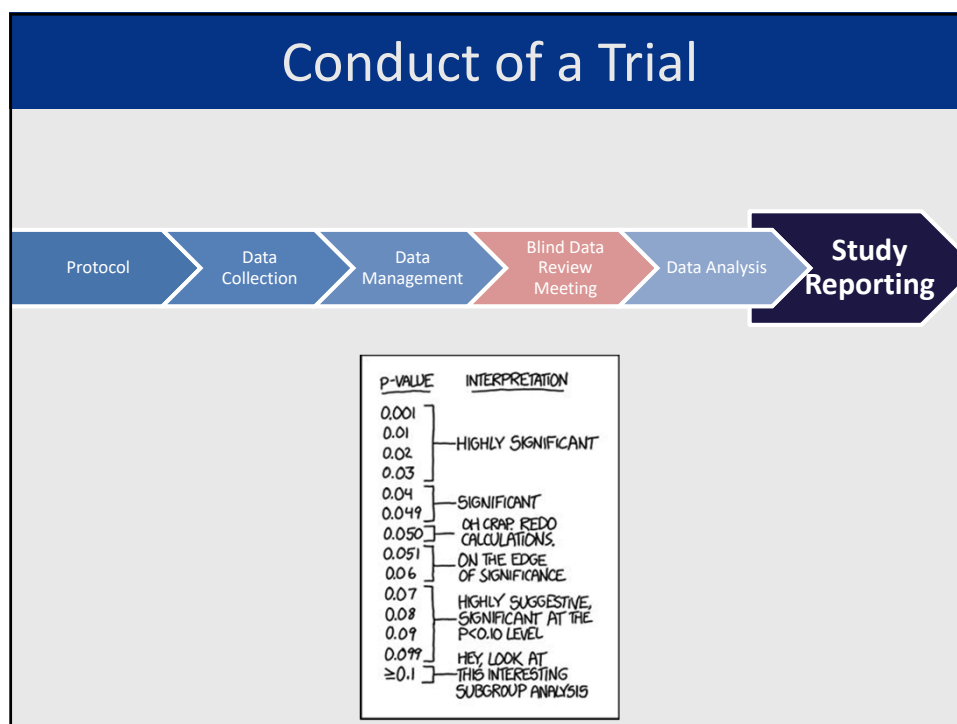 Conduct of a Trial
Protocol
Data
Collection
Data
Management
Blind Data
Review
Meeting
Data Analysis
Study
Reporting
P-VALUE INTERPRETATION
0.001
0.01
0.02
0.03
HIGHLY SIGNIFICANT
0.04
0.049
SIGNIFICANT
0.050
OH CRAP. REDO
CALCULATIONS.
0.051
0.06
ON THE EDGE
OF SIGNIFICANCE
0.07
0.08
0.09
0.099
HIGHLY SUGGESTIVE,
SIGNIFICANT AT THE
P<0.10 LEVEL
≥0.1
HEY, LOOK AT
THIS INTERESTING
SUBGROUP ANALYSIS